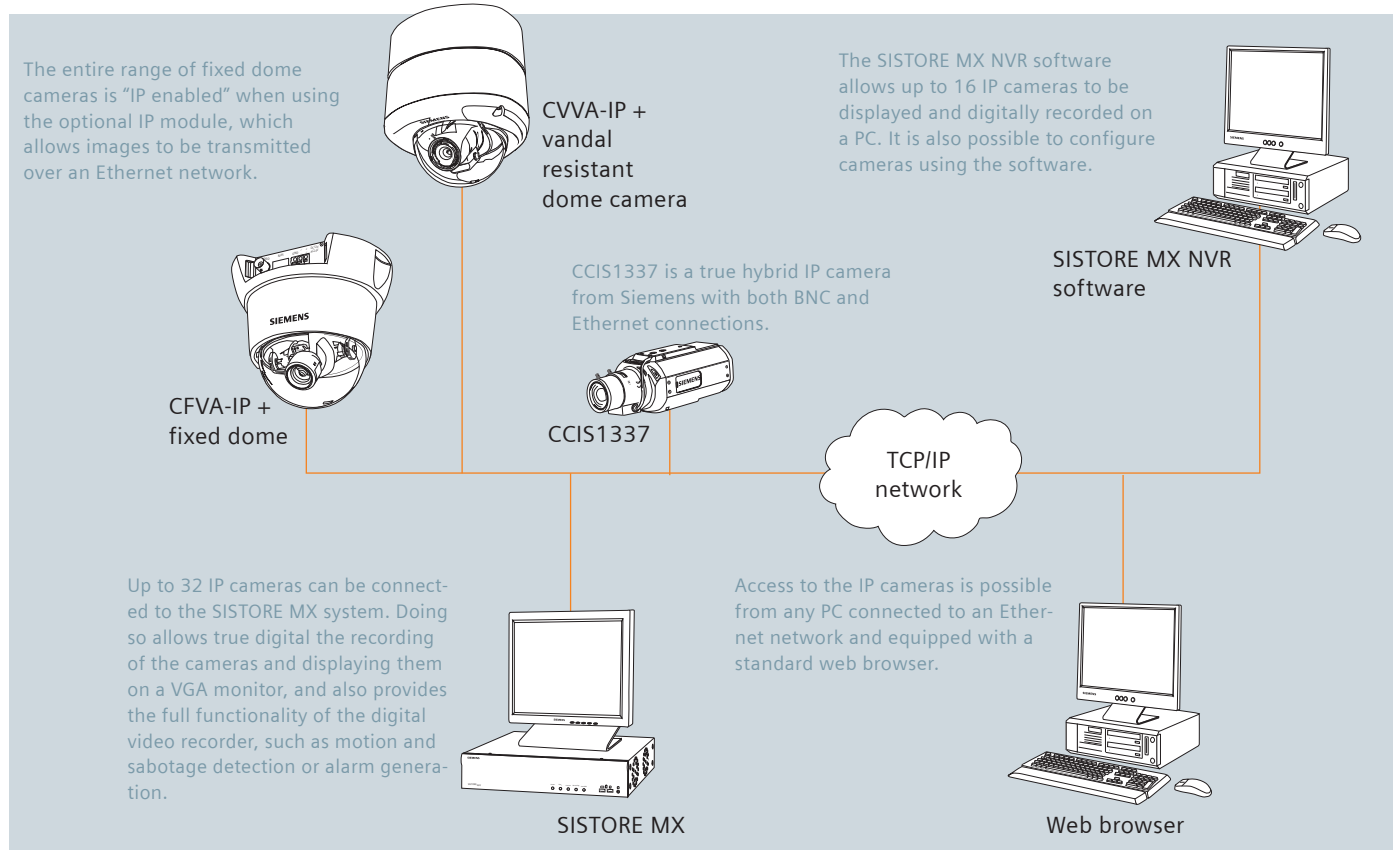 The entire range of fixed dome
cameras is “IP enabled” when using
the optional IP module, which
allows images to be transmitted
over an Ethernet network.
CVVA-IP +
vandal
resistant
dome camera
The SISTORE MX NVR software
allows up to 16 IP cameras to be
displayed and digitally recorded on
a PC. It is also possible to configure
cameras using the software.
SISTORE MX NVR
software
SIEMENS
CFVA-IP +
fixed dome
CCIS1337 is a true hybrid IP camera
from Siemens with both BNC and
Ethernet connections.
SIEMENS
CCIS1337
TCP/IP
network
Up to 32 IP cameras can be connect-
ed to the SISTORE MX system. Doing
so allows true digital the recording
of the cameras and displaying them
on a VGA monitor, and also provides
the full functionality of the digital
video recorder, such as motion and
sabotage detection or alarm genera-
tion.
SISTORE MX
Access to the IP cameras is possible
from any PC connected to an Ether-
net network and equipped with a
standard web browser.
Web browser